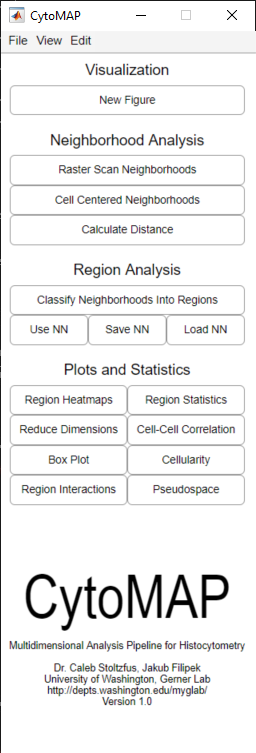 CytoMAP
File View Edit
Visualization
New Figure
Neighborhood Analysis
Raster Scan Neighborhoods
Cell Centered Neighborhoods
Calculate Distance
Region Analysis
Classify Neighborhoods Into Regions
Use NN Save NN Load NN
Plots and Statistics
Region Heatmaps Region Statistics
Reduce Dimensions Cell-Cell Correlation
Box Plot Cellularity
Region Interactions Pseudospace
CytoMAP
Multidimensional Analysis Pipeline for Histocytometry
Dr. Caleb Stoltzfus, Jakub Filipek
University of Washington, Gerner Lab
http://depts.washington.edu/myglab/
Version 1.0